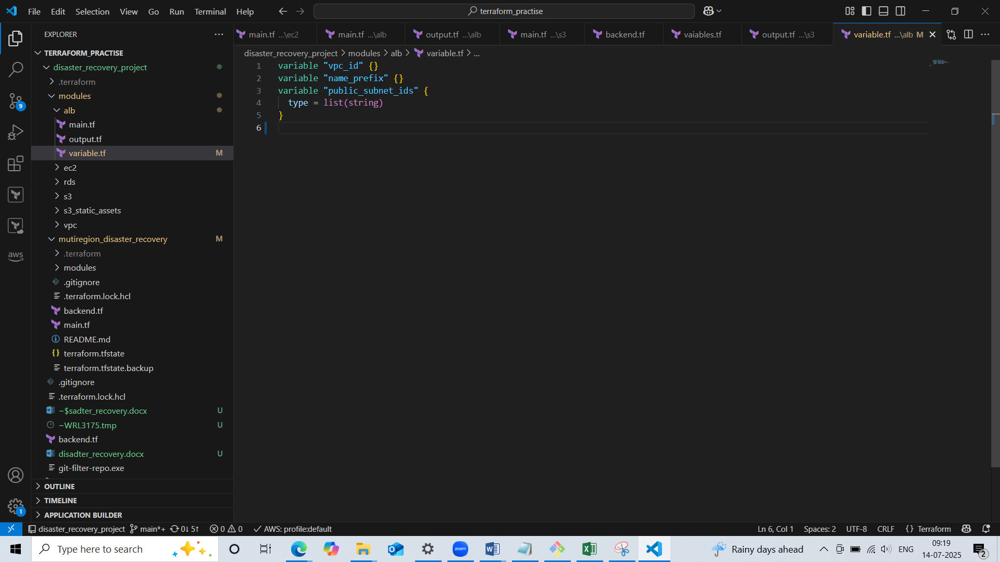 File Edit Selection View Go Run Terminal Help
terraform_practise
EXPLORER
TERRAFORM_PRACTISE
disaster_recovery_project
.terraform
modules
alb
main.tf
output.tf
variable.tf M
ec2
rds
s3
s3_static_assets
vpc
mutiregion_disaster_recovery M
.terraform
modules
.gitignore
.terraform.lock.hcl
backend.tf
main.tf
README.md
terraform.tfstate
terraform.tfstate.backup
.gitignore
.terraform.lock.hcl
~$sadter_recovery.docx U
~WRL3175.tmp U
backend.tf
disadter_recovery.docx U
git-filter-repo.exe
OUTLINE
TIMELINE
APPLICATION BUILDER
9
aws
1
main.tf ...\ec2 main.tf ...\alb output.tf ...\alb main.tf ...\s3 backend.tf vaiables.tf output.tf ...\s3 variable.tf ...\alb M
disaster_recovery_project > modules > alb > variable.tf > ...
1 variable "vpc_id" {}
2 variable "name_prefix" {}
3 variable "public_subnet_ids" {
4 type = list(string)
5 }
6
disaster_recovery_project main*+ 0↓ 5↑ 0 0 AWS: profile:default
Ln 6, Col 1 Spaces: 2 UTF-8 CRLF {} Terraform
Type here to search
zoom
Rainy days ahead
ENG
09:19
14-07-2025
2